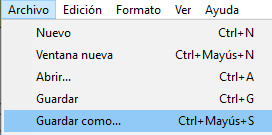 Archivo Edición Formato Ver Ayuda
Nuevo Ctrl+N
Ventana nueva Ctrl+Mayús+N
Abrir... Ctrl+A
Guardar Ctrl+G
Guardar como... Ctrl+Mayús+S